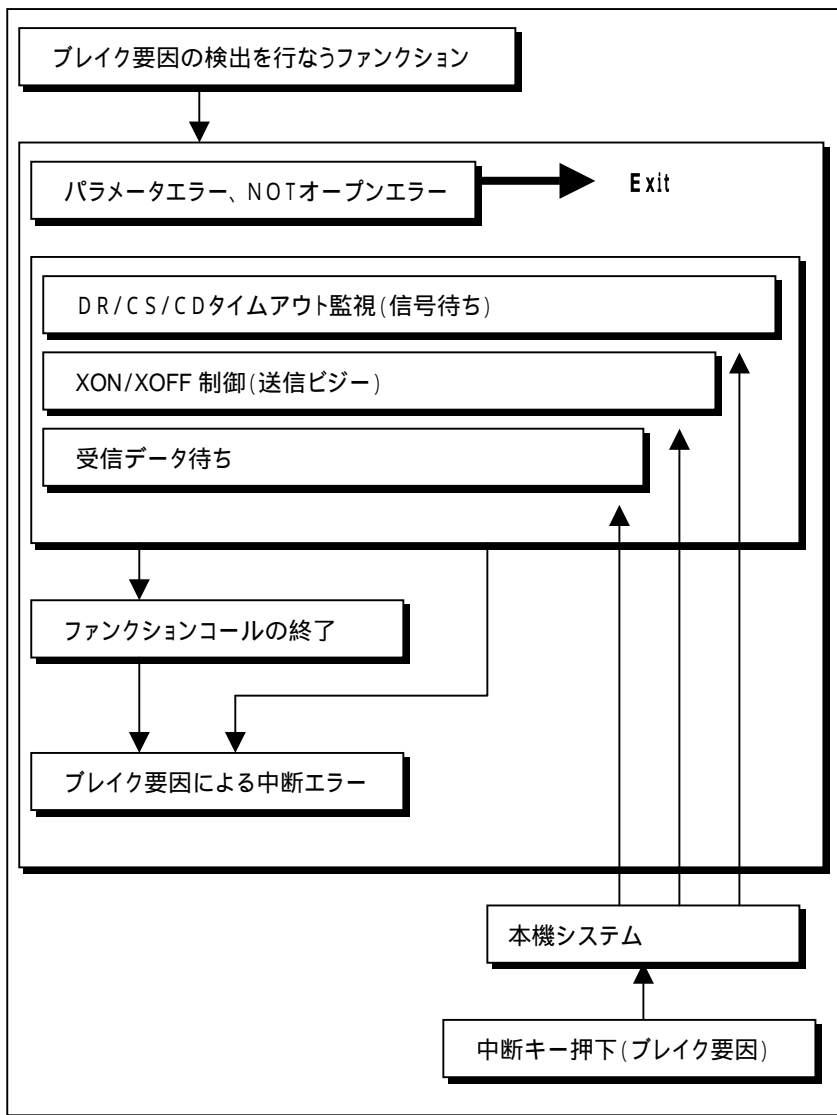 ブレイク要因の検出を行なうファンクション
パラメータエラー、NOTオープンエラー
Exit
DR/CS/CDタイムアウト監視(信号待ち)
XON/XOFF 制御(送信ビジー)
受信データ待ち
ファンクションコールの終了
ブレイク要因による中断エラー
本機システム
中断キー押下(ブレイク要因)